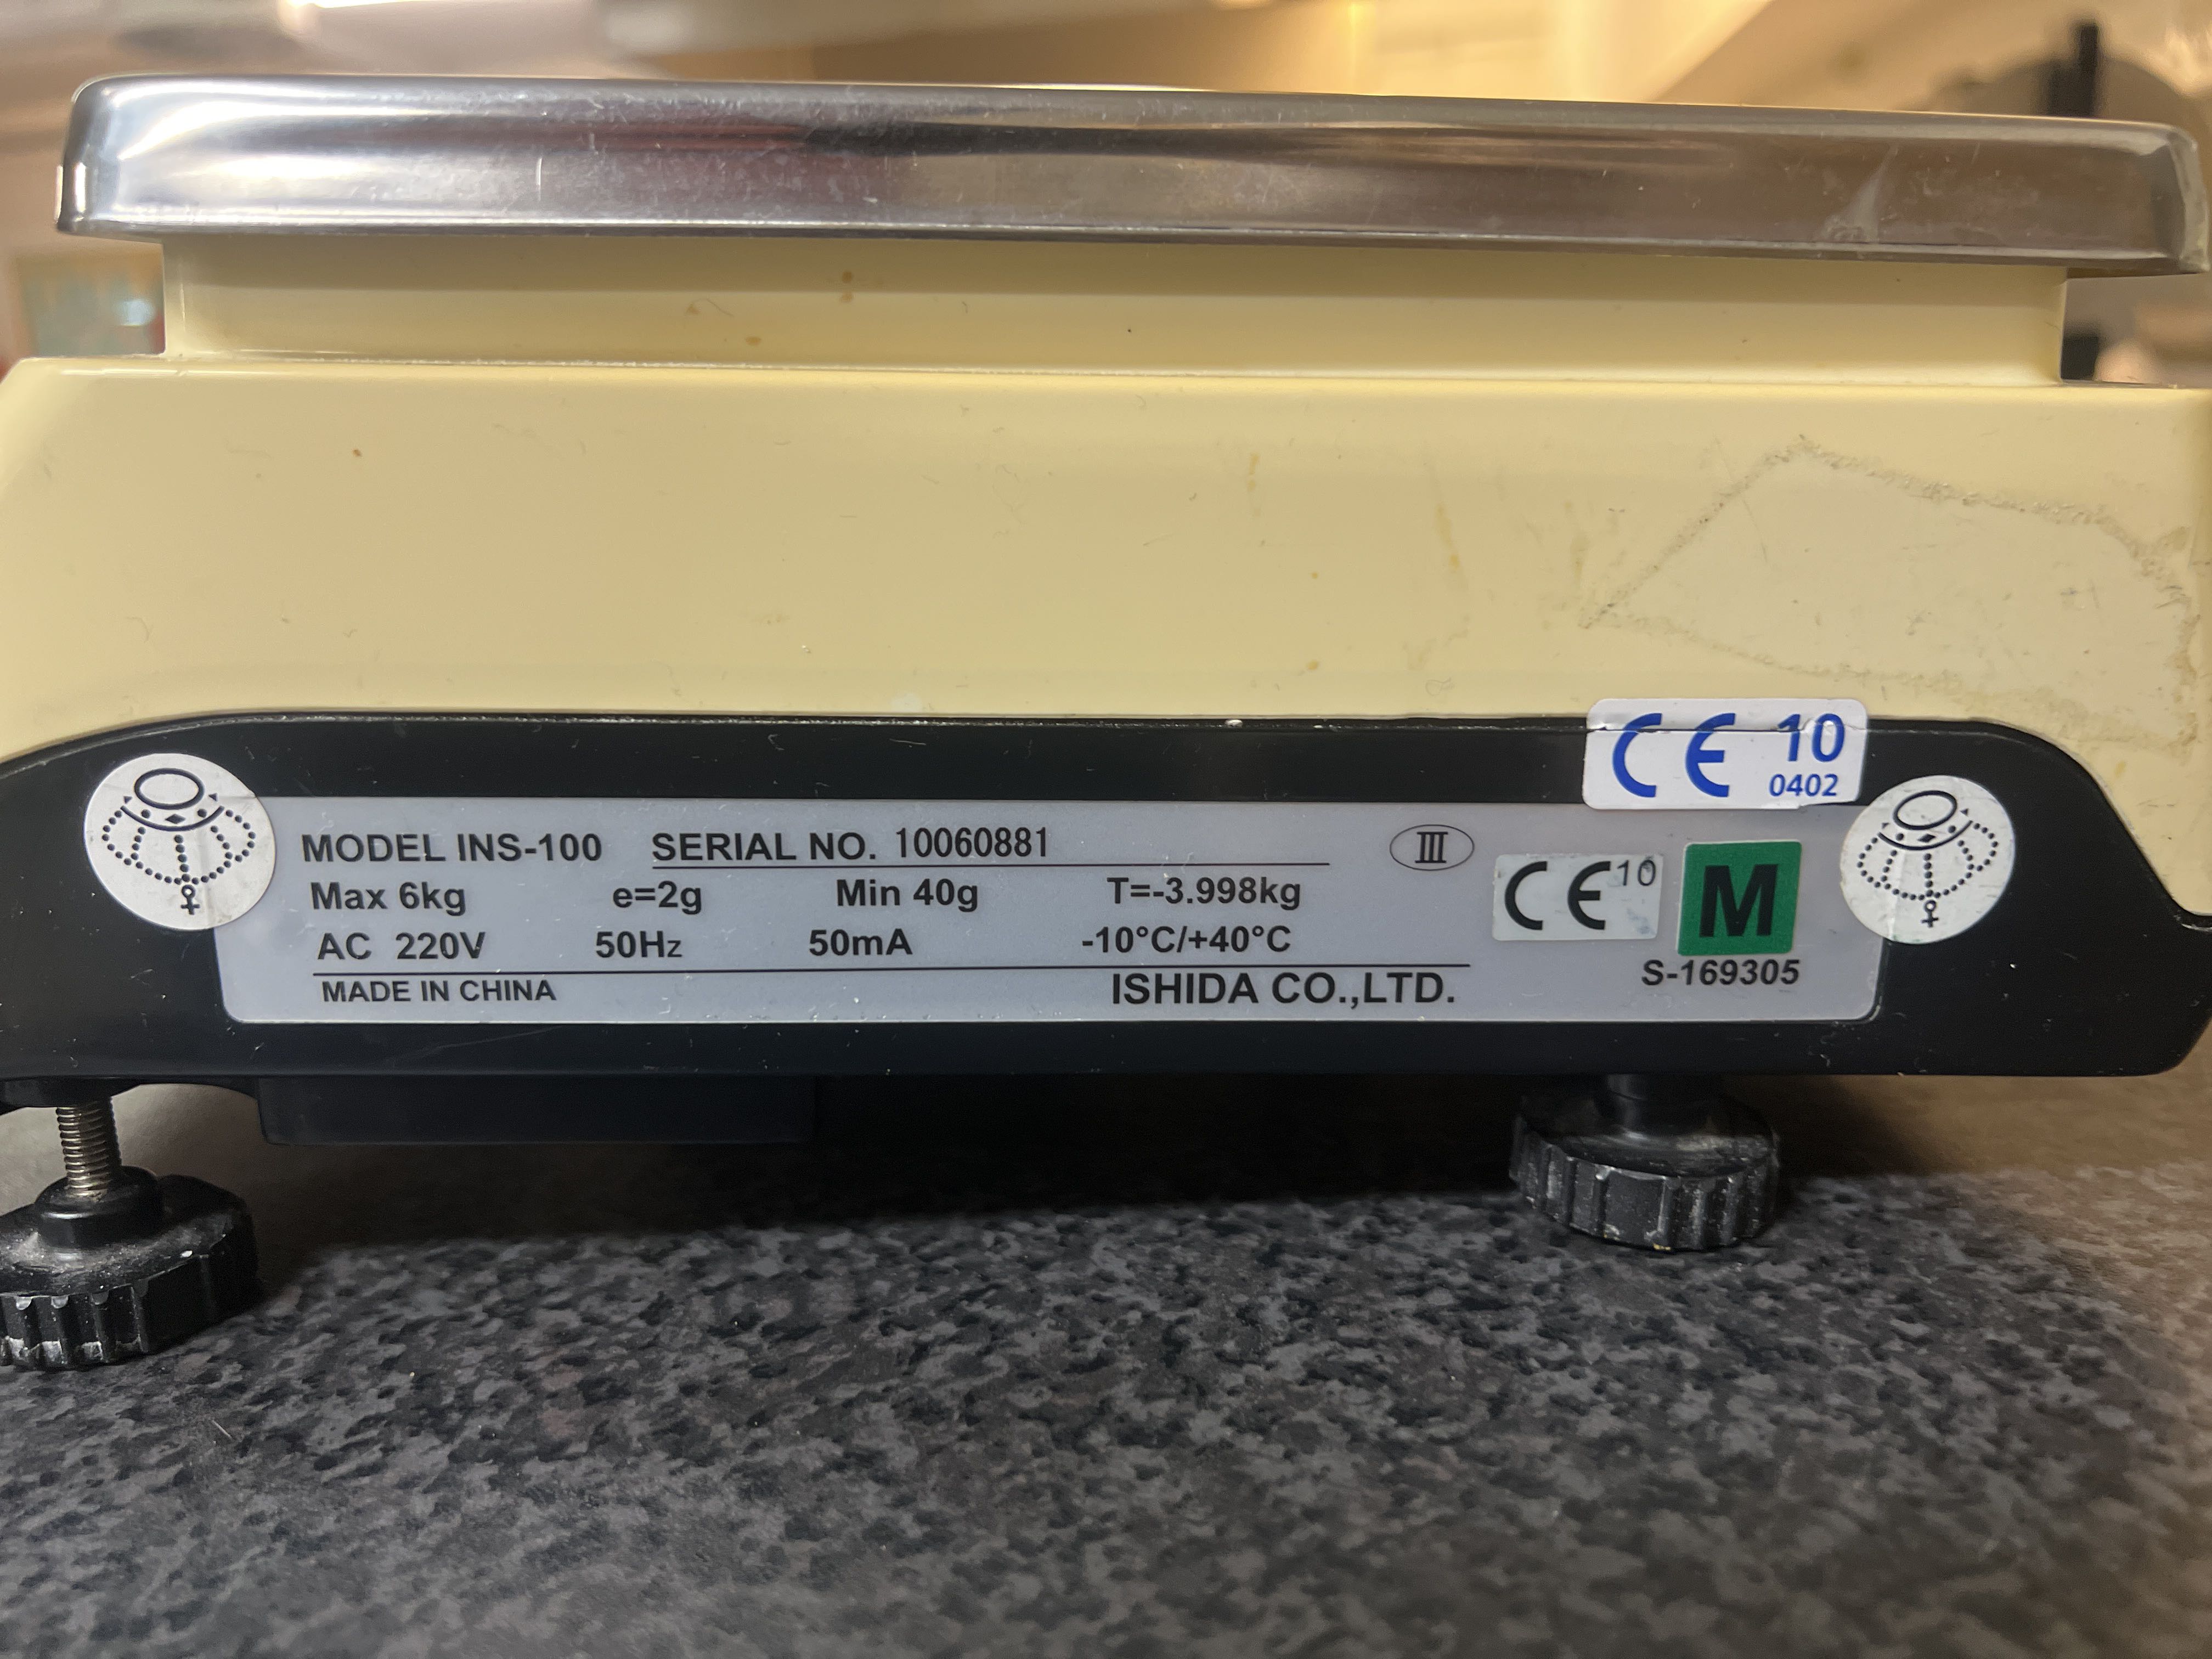 CE 10
0402
MODEL INS-100 SERIAL NO. 10060881 III
Max 6kg e=2g Min 40g T=-3.998kg CE 10 M
AC 220V 50Hz 50mA -10°C/+40°C
S-169305
MADE IN CHINA ISHIDA CO.,LTD.